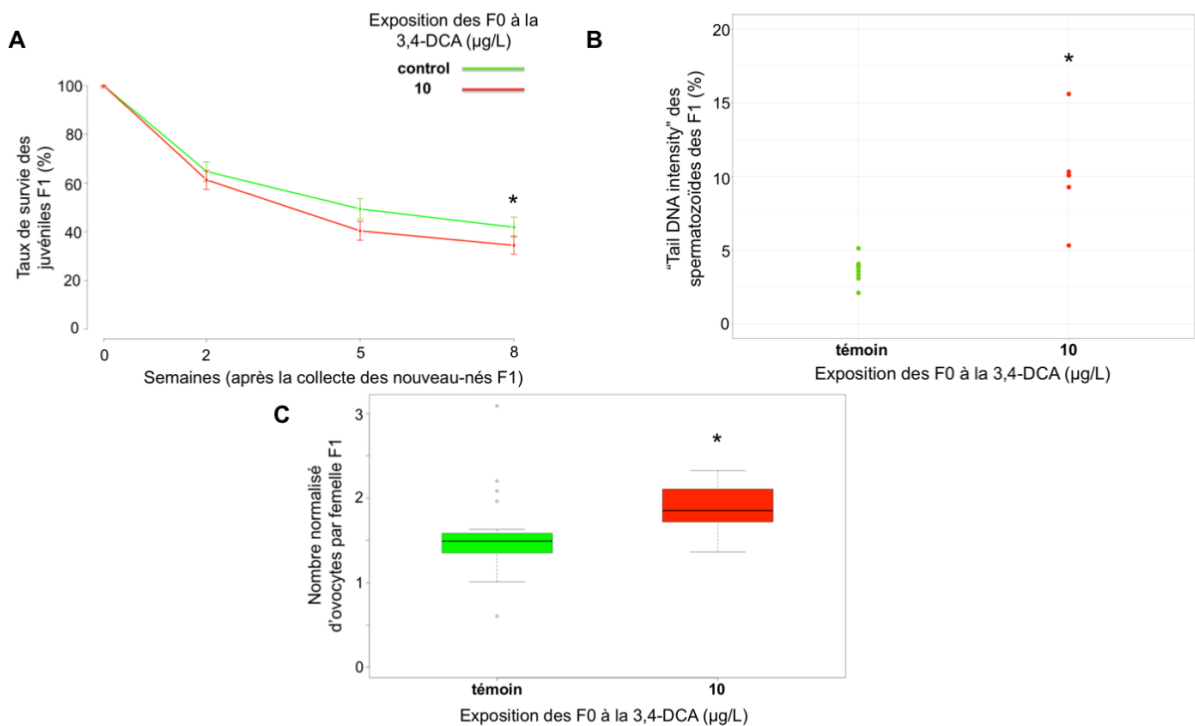 A
Exposition des F0 à la
3,4-DCA (µg/L)
control
10
Taux de survie des
juvéniles F1 (%)
100
80
60
40
20
0
*
0 2 5 8
Semaines (après la collecte des nouveau-nés F1)
B
"Tail DNA intensity" des
spermatozoïdes des F1 (%)
20
15
10
5
0
*
témoin 10
Exposition des F0 à la 3,4-DCA (µg/L)
C
Nombre normalisé
d'ovocytes par femelle F1
3
2
1
0
*
témoin 10
Exposition des F0 à la 3,4-DCA (µg/L)